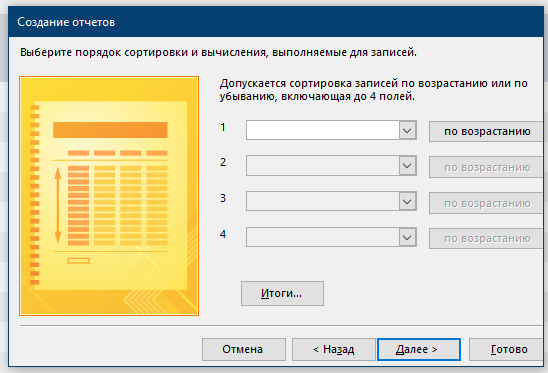 Создание отчетов
Выберите порядок сортировки и вычисления, выполняемые для записей.
Допускается сортировка записей по возрастанию или по
убыванию, включающая до 4 полей.
1 по возрастанию
2 по возрастанию
3 по возрастанию
4 по возрастанию
Итоги...
Отмена < Назад Далее > Готово